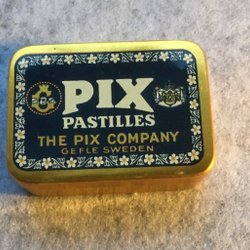 PIX
PASTILLES
THE PIX COMPANY
GEFLE SWEDEN